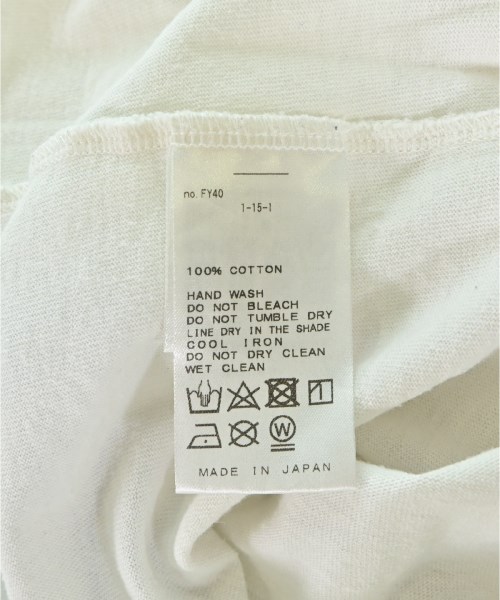 no. FY40
1-15-1
100% COTTON
HAND WASH
DO NOT BLEACH
DO NOT TUMBLE DRY
LINE DRY IN THE SHADE
COOL IRON
DO NOT DRY CLEAN
WET CLEAN
W
MADE IN JAPAN